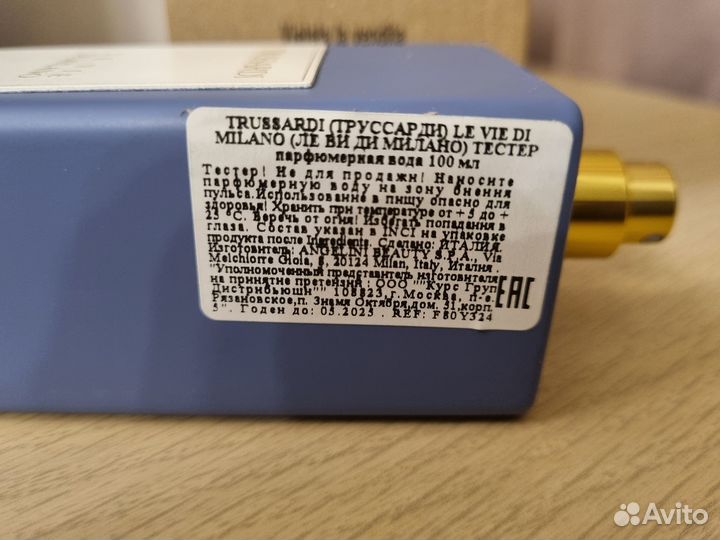 TRUSSARDI (ТРУССАРДИ) LE VIE DI
MILANO (ЛЕ ВИ ДИ МИЛАНО) ТЕСТЕР
парфюмерная вода 100 мл
Тестер! Не для продажи! Наносите
парфюмерную воду на зону биения
пульса.Использование в пищу опасно для
здоровья! Хранить при температуре от +5 до +
25 °С. Беречь от огня! Избегать попадания в
глаза. Состав указан в INCI на упаковке
продукта после Ingredients. Сделано: ИТАЛИЯ.
Изготовитель: ANGELINI BEAUTY S.P.A., Via
Melchiorre Gioia, 8, 20124 Milan, Italy, Италия .
"Уполномоченный представитель изготовителя
на принятие претензий : ООО ""Курс Груп
Дистрибьюшн"" 108823, г.Москва, п-е.
Рязановское,п. Знамя Октября,дом. 31,корп.
5" . Годен до: 05.2025 . REF: F80Y324
EAC
Avito